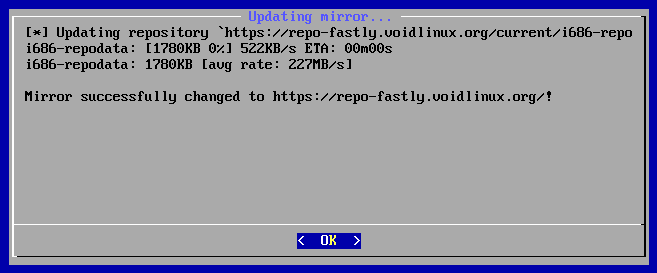 Updating mirror...
[*] Updating repository `https://repo-fastly.voidlinux.org/current/i686-repo
i686-repodata: [1780KB 0%] 522KB/s ETA: 00m00s
i686-repodata: 1780KB [avg rate: 227MB/s]
Mirror successfully changed to https://repo-fastly.voidlinux.org/!
< OK >